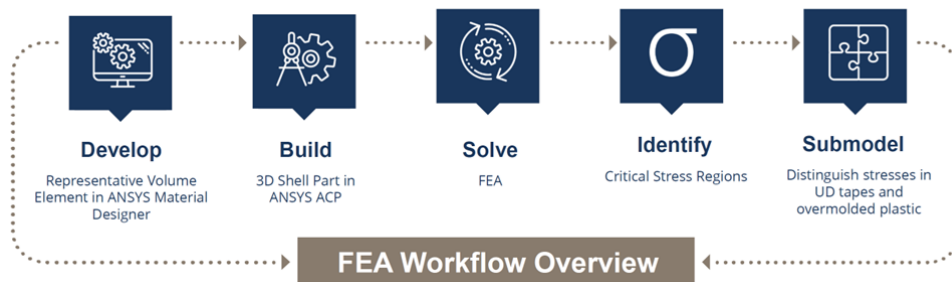 σ
Develop
Representative Volume
Element in ANSYS Material
Designer
Build
3D Shell Part in
ANSYS ACP
Solve
FEA
Identify
Critical Stress Regions
Submodel
Distinguish stresses in
UD tapes and
overmolded plastic
FEA Workflow Overview